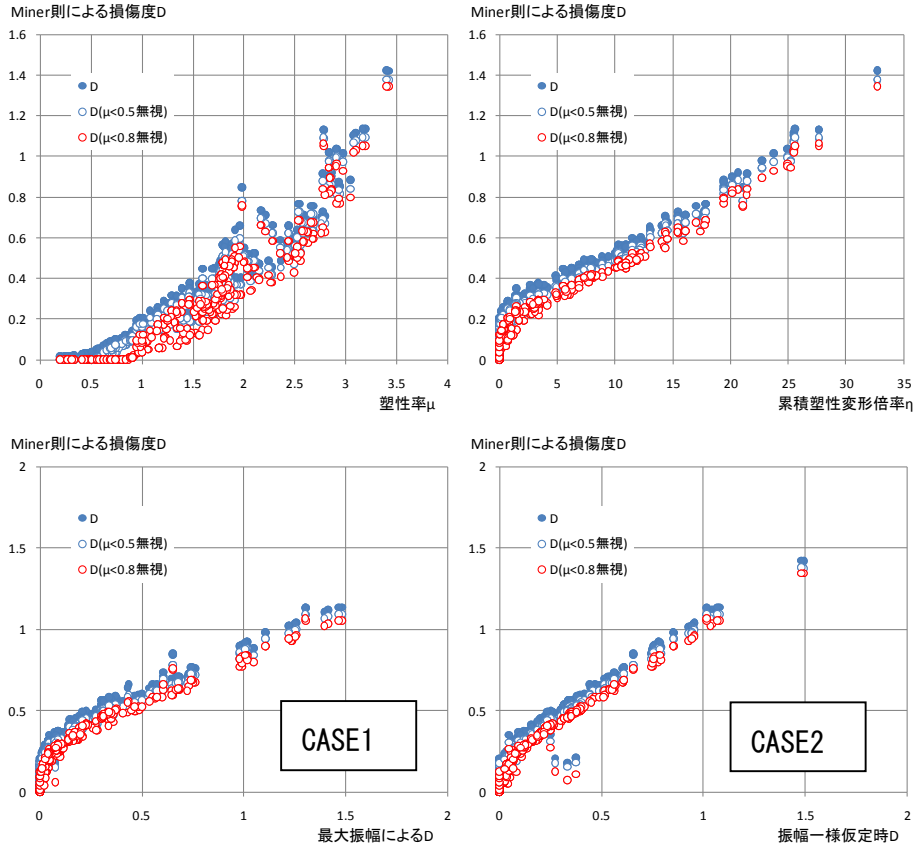 Miner則による損傷度D
1.6
1.4
1.2
1
0.8
0.6
0.4
0.2
0
D
D(μ<0.5無視)
D(μ<0.8無視)
0 0.5 1 1.5 2 2.5 3 3.5 4
塑性率μ
Miner則による損傷度D
1.6
1.4
1.2
1
0.8
0.6
0.4
0.2
0
D
D(μ<0.5無視)
D(μ<0.8無視)
0 5 10 15 20 25 30 35
累積塑性変形倍率η
Miner則による損傷度D
2
1.5
1
0.5
0
D
D(μ<0.5無視)
D(μ<0.8無視)
CASE1
0 0.5 1 1.5 2
最大振幅によるD
Miner則による損傷度D
2
1.5
1
0.5
0
D
D(μ<0.5無視)
D(μ<0.8無視)
CASE2
0 0.5 1 1.5 2
振幅一様仮定時D